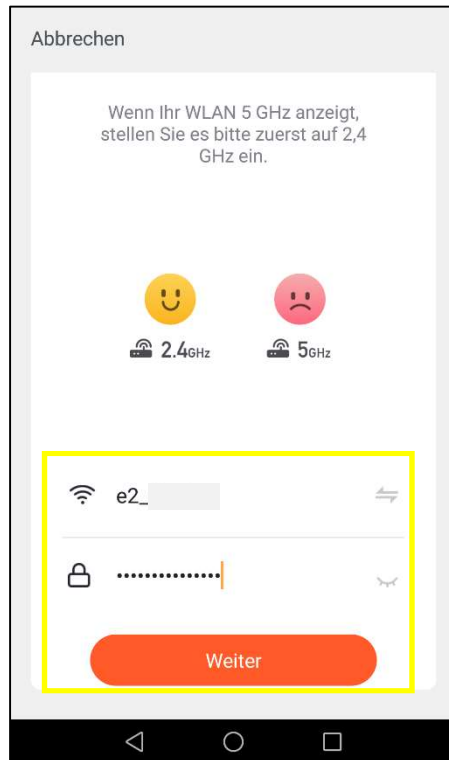 Abbrechen
Wenn Ihr WLAN 5 GHz anzeigt,
stellen Sie es bitte zuerst auf 2,4
GHz ein.
2.4GHz 5GHz
e2_
•••••••••••••••
Weiter